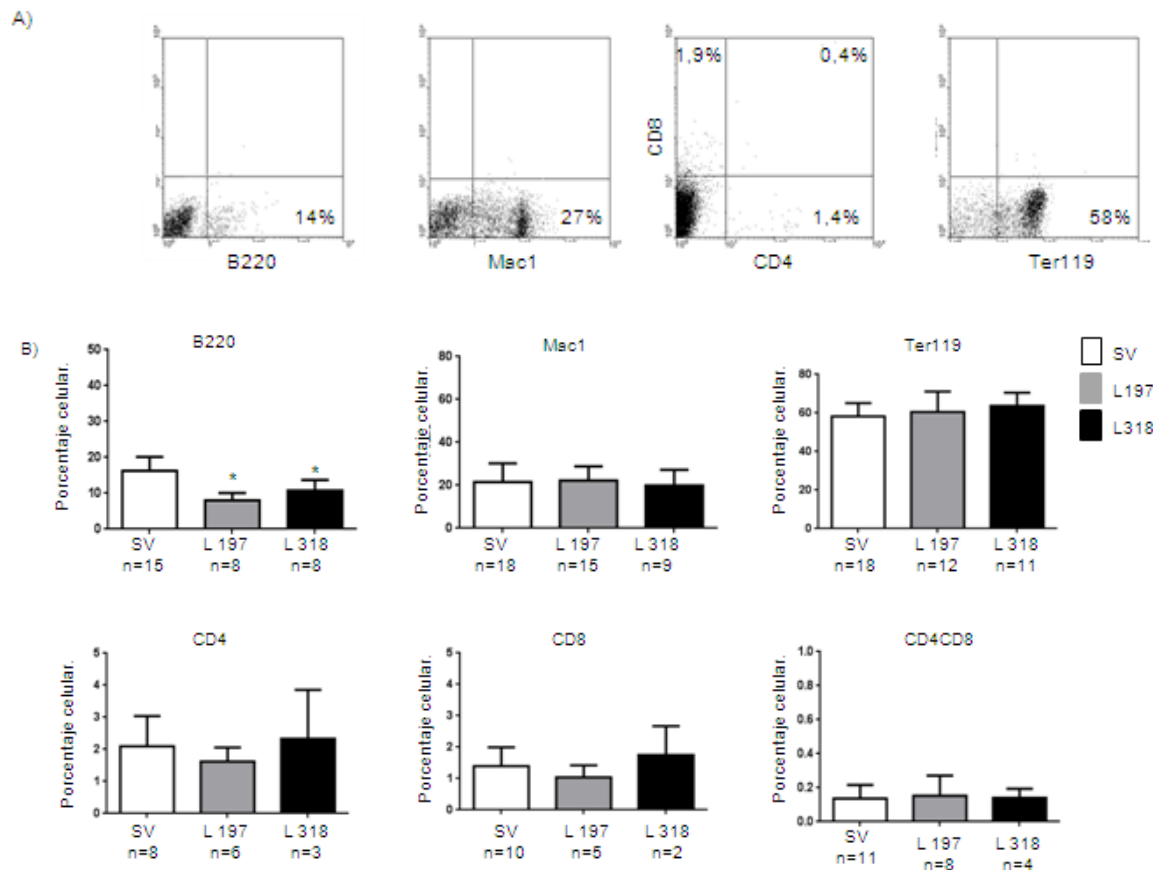 A)
1,9%
0,4%
CD8
14%
27%
1,4%
58%
B220
Mac1
CD4
Ter119
B)
B220
Mac1
Ter119
SV
L197
L318
Porcentaje celular.
50
40
30
20
10
0
* *
SV L 197 L 318
n=15 n=8 n=8
Porcentaje celular.
80
60
40
20
0
SV L 197 L 318
n=18 n=15 n=9
Porcentaje celular.
80
60
40
20
0
SV L 197 L 318
n=18 n=12 n=11
CD4
CD8
CD4CD8
Porcentaje celular.
5
4
3
2
1
0
SV L 197 L 318
n=8 n=6 n=3
Porcentaje celular.
5
4
3
2
1
0
SV L 197 L 318
n=10 n=5 n=2
Porcentaje celular.
1.0
0.8
0.6
0.4
0.2
0.0
SV L 197 L 318
n=11 n=8 n=4